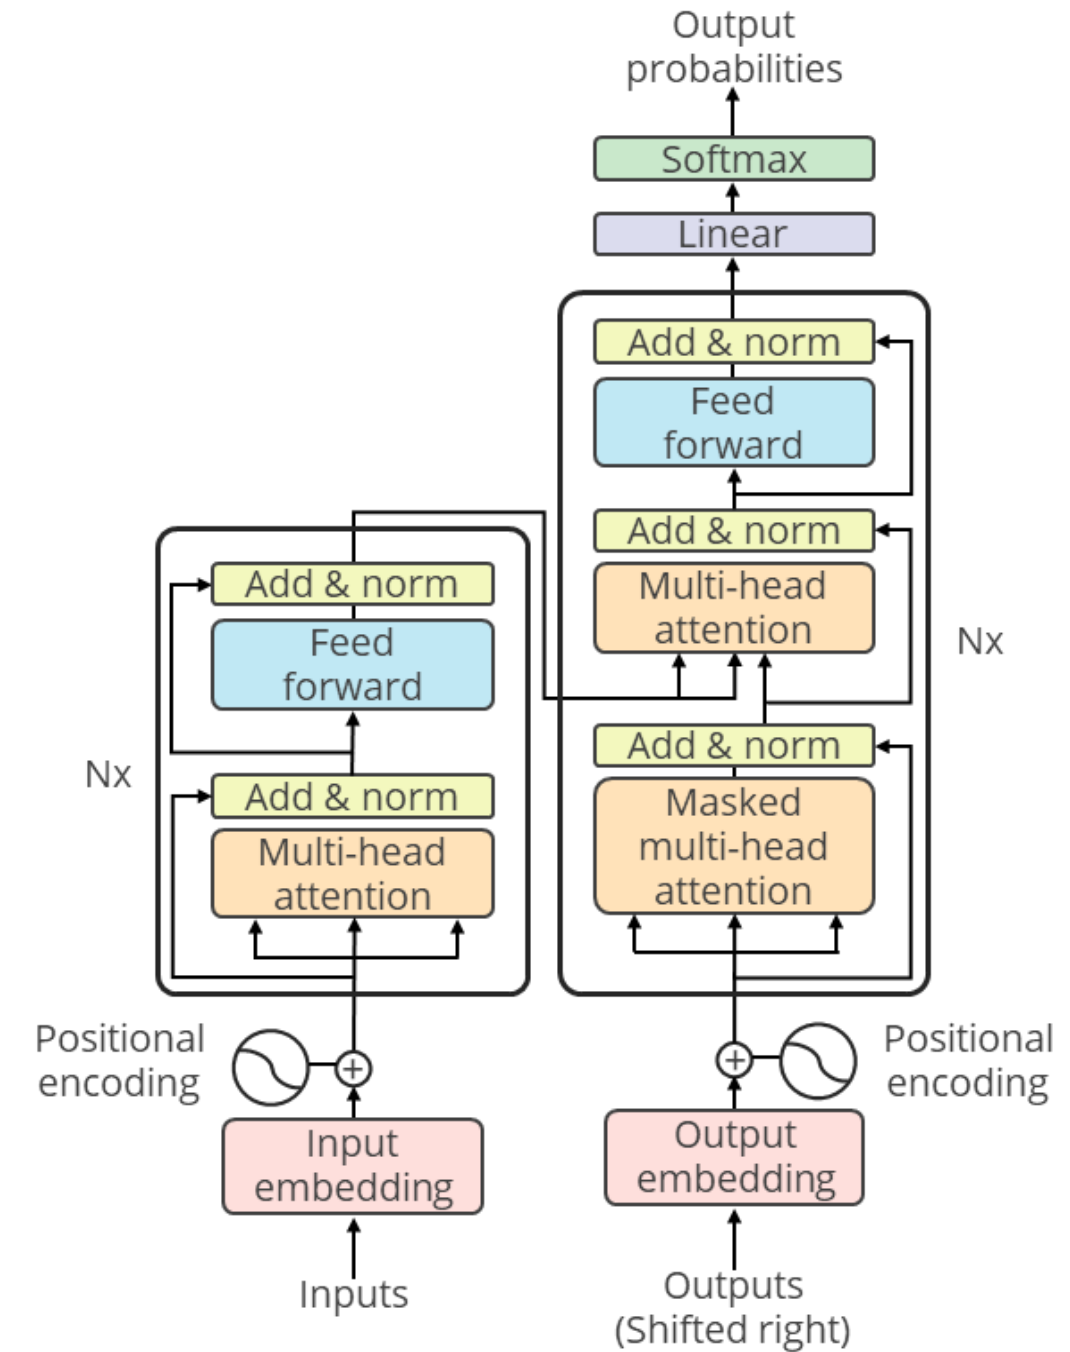 Output
probabilities
Softmax
Linear
Add & norm
Feed
forward
Add & norm
Multi-head
attention
Nx
Add & norm
Masked
multi-head
attention
Add & norm
Feed
forward
Nx
Add & norm
Multi-head
attention
Positional
encoding
Input
embedding
Inputs
Positional
encoding
Output
embedding
Outputs
(Shifted right)